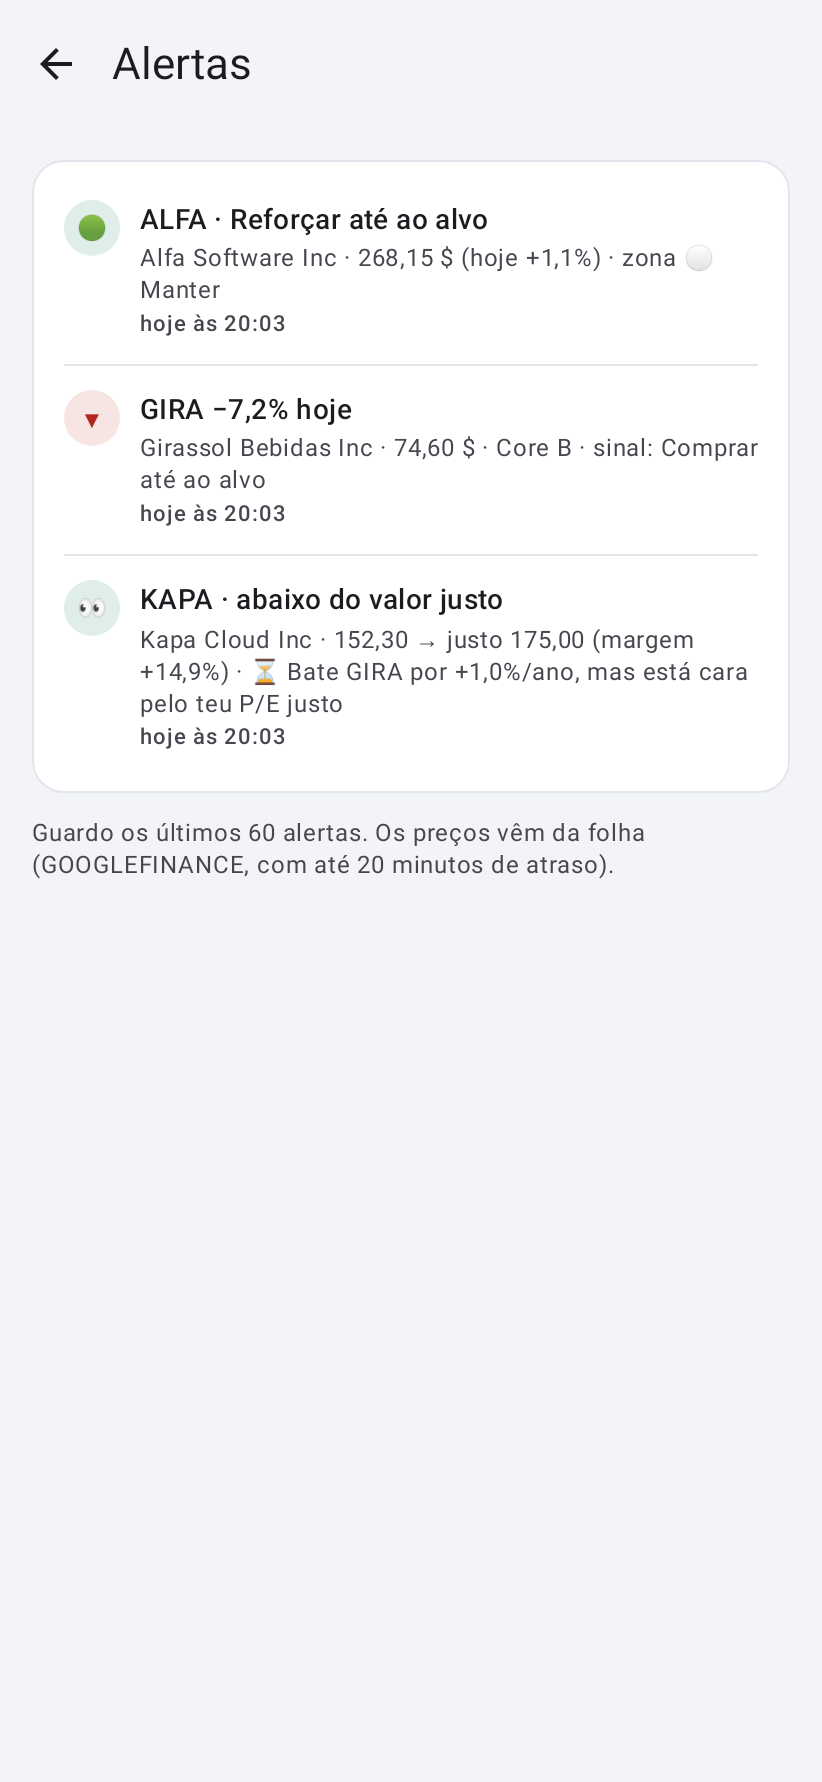 Alertas
ALFA · Reforçar até ao alvo
Alfa Software Inc · 268,15 $ (hoje +1,1%) · zona ⚪
Manter
hoje às 20:03
GIRA −7,2% hoje
Girassol Bebidas Inc · 74,60 $ · Core B · sinal: Comprar
até ao alvo
hoje às 20:03
KAPA · abaixo do valor justo
Kapa Cloud Inc · 152,30 → justo 175,00 (margem
+14,9%) · ⏳ Bate GIRA por +1,0%/ano, mas está cara
pelo teu P/E justo
hoje às 20:03
Guardo os últimos 60 alertas. Os preços vêm da folha
(GOOGLEFINANCE, com até 20 minutos de atraso).